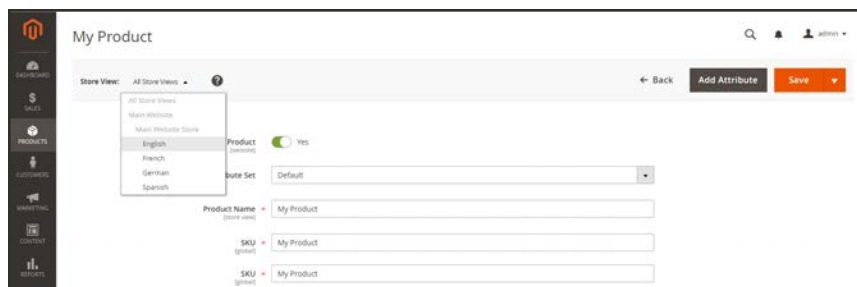 My Product
admin
DASHBOARD
SALES
PRODUCTS
CUSTOMERS
MARKETING
CONTENT
REPORTS
Store View: All Store Views ?
← Back
Add Attribute
Save
All Store Views
Main Website
Main Website Store
English
French
German
Spanish
Product Yes
[website]
bute Set Default
Product Name * My Product
[store view]
SKU * My Product
[global]
SKU * My Product
[global]